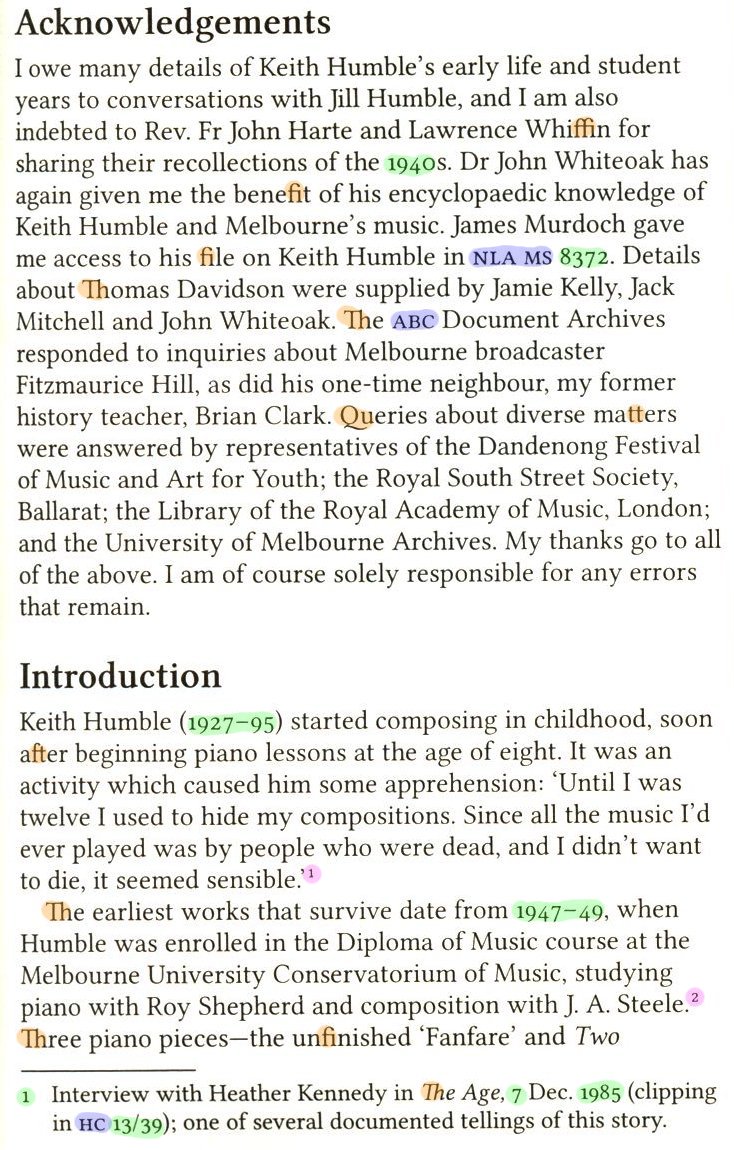 Acknowledgements
I owe many details of Keith Humble’s early life and student
years to conversations with Jill Humble, and I am also
indebted to Rev. Fr John Harte and Lawrence Whiffin for
sharing their recollections of the 1940s. Dr John Whiteoak has
again given me the benefit of his encyclopaedic knowledge of
Keith Humble and Melbourne’s music. James Murdoch gave
me access to his file on Keith Humble in NLA MS 8372. Details
about Thomas Davidson were supplied by Jamie Kelly, Jack
Mitchell and John Whiteoak. The ABC Document Archives
responded to inquiries about Melbourne broadcaster
Fitzmaurice Hill, as did his one-time neighbour, my former
history teacher, Brian Clark. Queries about diverse matters
were answered by representatives of the Dandenong Festival
of Music and Art for Youth; the Royal South Street Society,
Ballarat; the Library of the Royal Academy of Music, London;
and the University of Melbourne Archives. My thanks go to all
of the above. I am of course solely responsible for any errors
that remain.
Introduction
Keith Humble (1927–95) started composing in childhood, soon
after beginning piano lessons at the age of eight. It was an
activity which caused him some apprehension: ‘Until I was
twelve I used to hide my compositions. Since all the music I’d
ever played was by people who were dead, and I didn’t want
to die, it seemed sensible.’¹
The earliest works that survive date from 1947–49, when
Humble was enrolled in the Diploma of Music course at the
Melbourne University Conservatorium of Music, studying
piano with Roy Shepherd and composition with J. A. Steele.²
Three piano pieces—the unfinished ‘Fanfare’ and Two
1 Interview with Heather Kennedy in The Age, 7 Dec. 1985 (clipping
in HC 13/39); one of several documented tellings of this story.